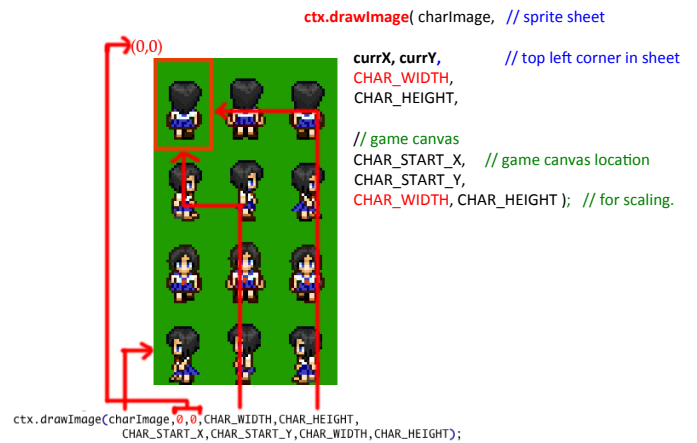 ctx.drawImage( charImage, // sprite sheet
(0,0)
currX, currY, // top left corner in sheet
CHAR_WIDTH,
CHAR_HEIGHT,
// game canvas
CHAR_START_X, // game canvas location
CHAR_START_Y,
CHAR_WIDTH, CHAR_HEIGHT ); // for scaling.
ctx.drawImage(charImage,0,0,CHAR_WIDTH,CHAR_HEIGHT,
CHAR_START_X,CHAR_START_Y,CHAR_WIDTH,CHAR_HEIGHT);